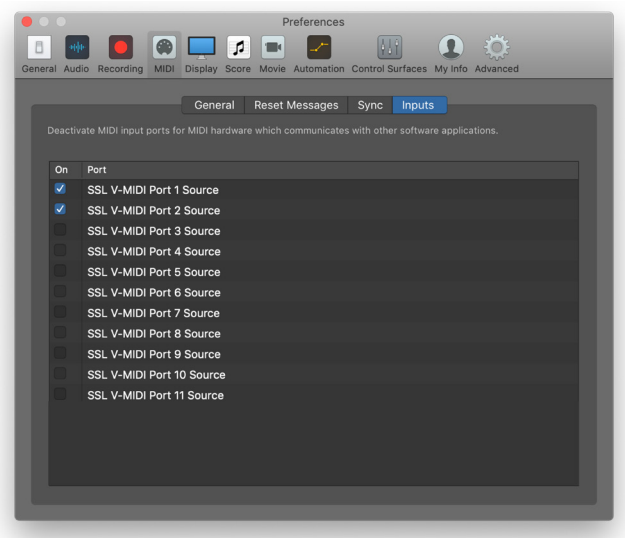 Preferences
General Audio Recording MIDI Display Score Movie Automation Control Surfaces My Info Advanced
General Reset Messages Sync Inputs
Deactivate MIDI input ports for MIDI hardware which communicates with other software applications.
On Port
SSL V-MIDI Port 1 Source
SSL V-MIDI Port 2 Source
SSL V-MIDI Port 3 Source
SSL V-MIDI Port 4 Source
SSL V-MIDI Port 5 Source
SSL V-MIDI Port 6 Source
SSL V-MIDI Port 7 Source
SSL V-MIDI Port 8 Source
SSL V-MIDI Port 9 Source
SSL V-MIDI Port 10 Source
SSL V-MIDI Port 11 Source